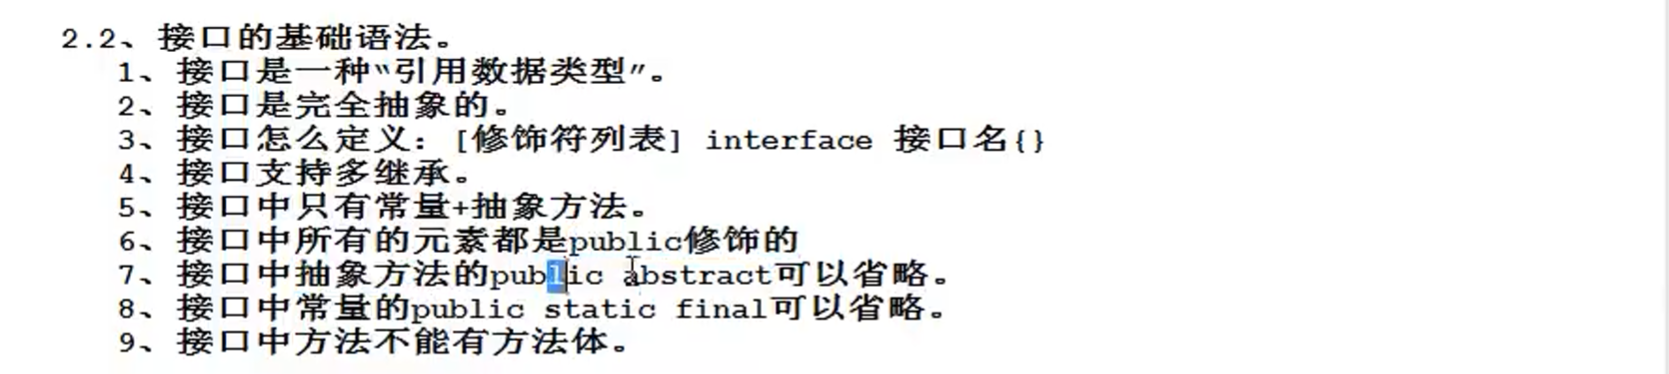 2.2、接口的基础语法。
1、接口是一种“引用数据类型”。
2、接口是完全抽象的。
3、接口怎么定义：[修饰符列表] interface 接口名{}
4、接口支持多继承。
5、接口中只有常量+抽象方法。
6、接口中所有的元素都是public修饰的
7、接口中抽象方法的public abstract可以省略。
8、接口中常量的public static final可以省略。
9、接口中方法不能有方法体。